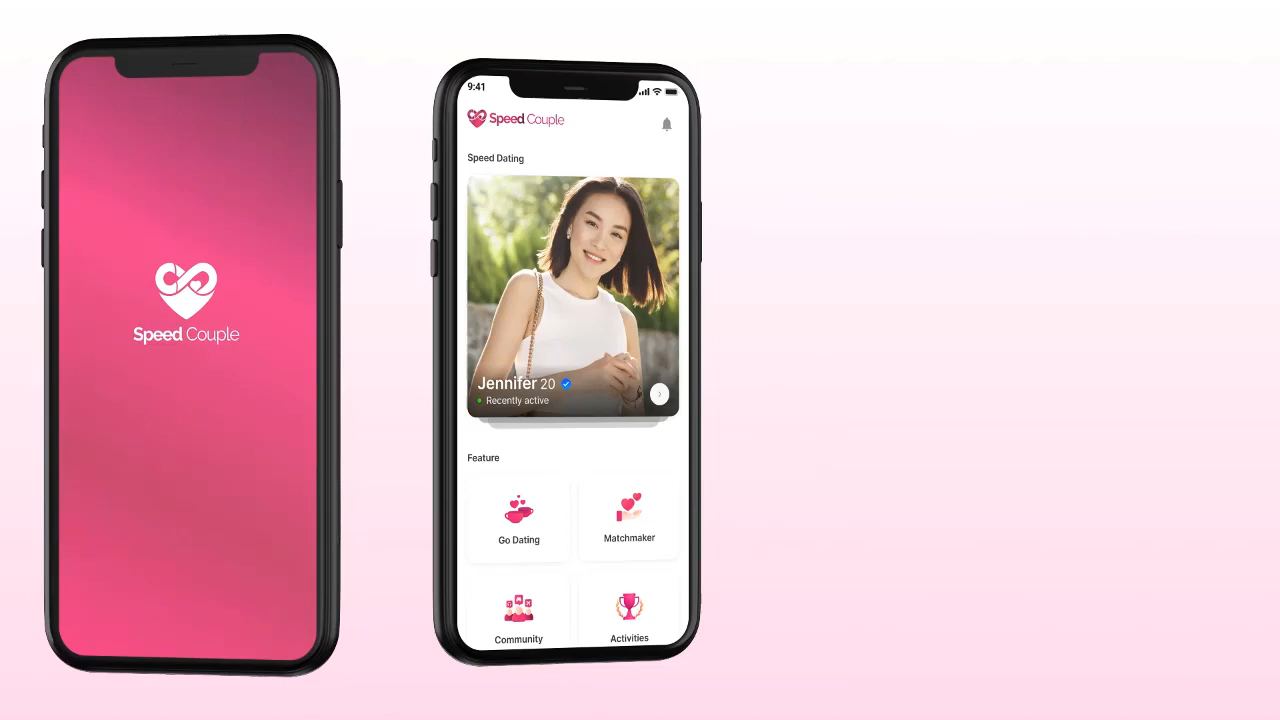 Speed Couple
9:41
Speed Couple
Speed Dating
Jennifer 20
Recently active
Feature
Go Dating
Matchmaker
Community
Activities